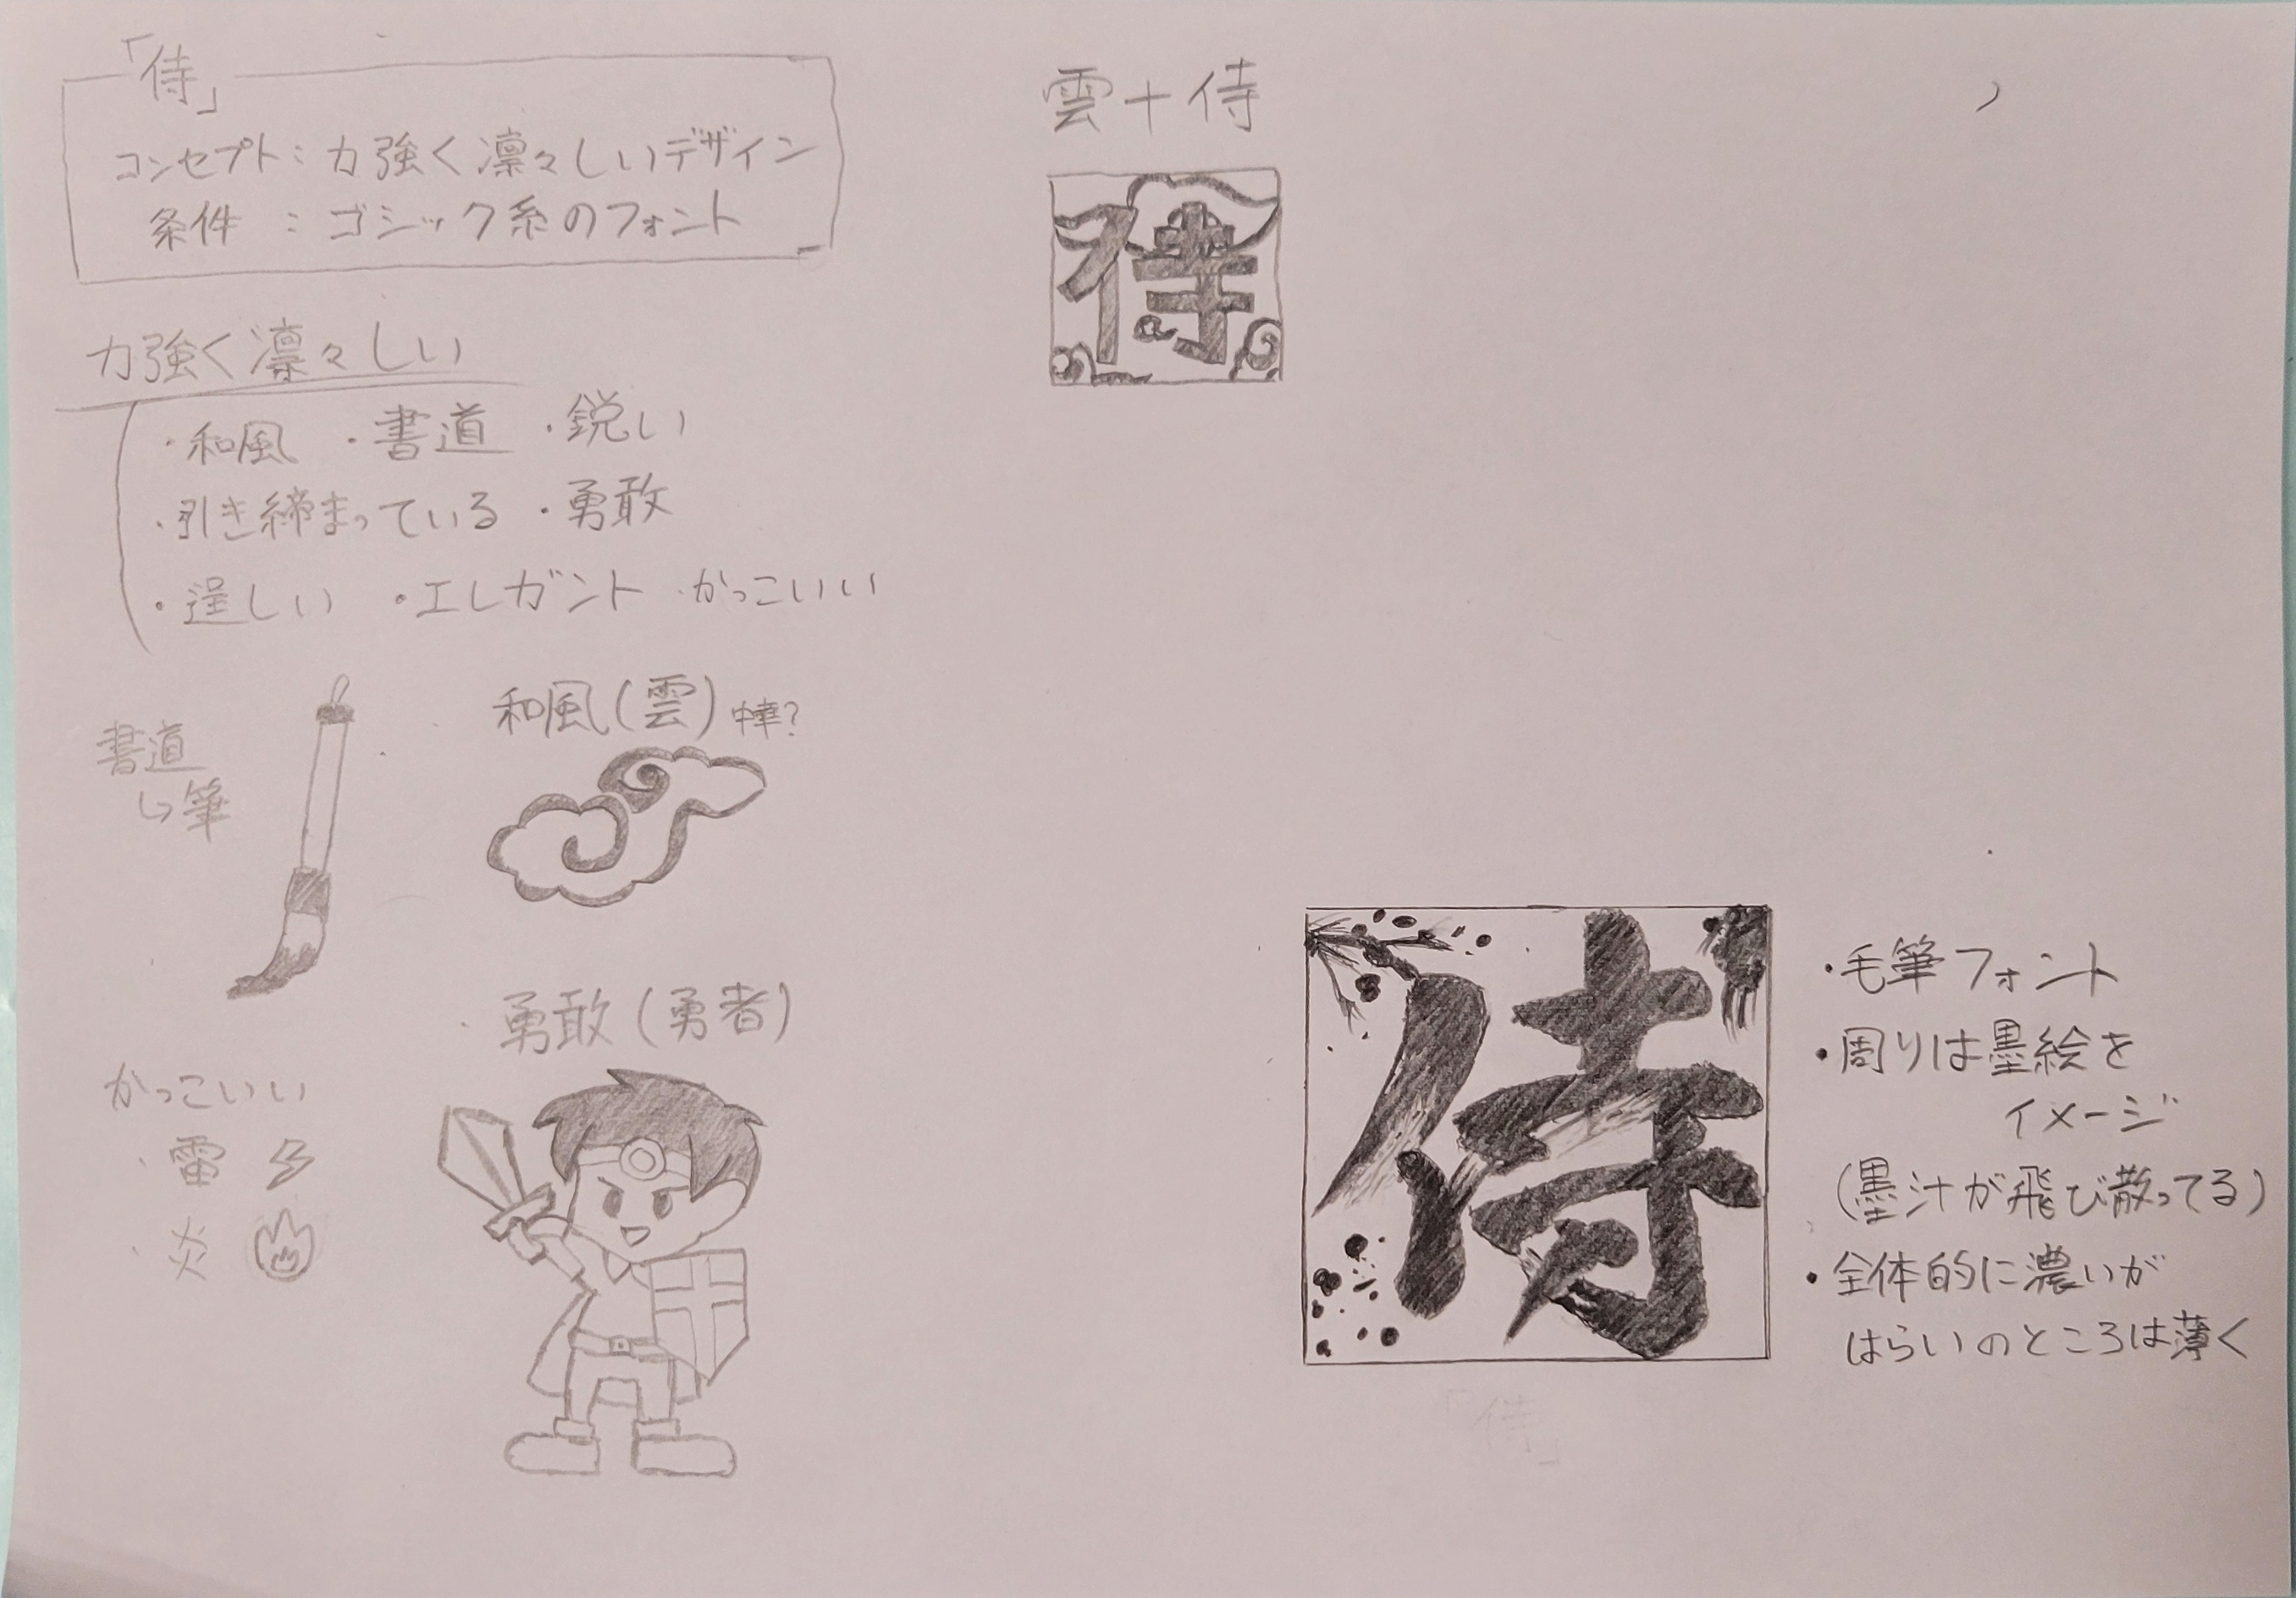 「侍」
コンセプト：力強く凛々しいデザイン
条件：ゴシック系のフォント
力強く凛々しい
・和風 ・書道 ・鋭い
・引き締まっている ・勇敢
・逞しい ・エレガント ・かっこいい
書道
↳筆
和風(雲)中華?
・勇敢(勇者)
かっこいい
・雷
・炎
雲+侍
侍
侍
・毛筆フォント
・周りは墨絵を
イメージ
(墨汁が飛び散ってる)
・全体的に濃いが
はらいのところは薄く
「侍」